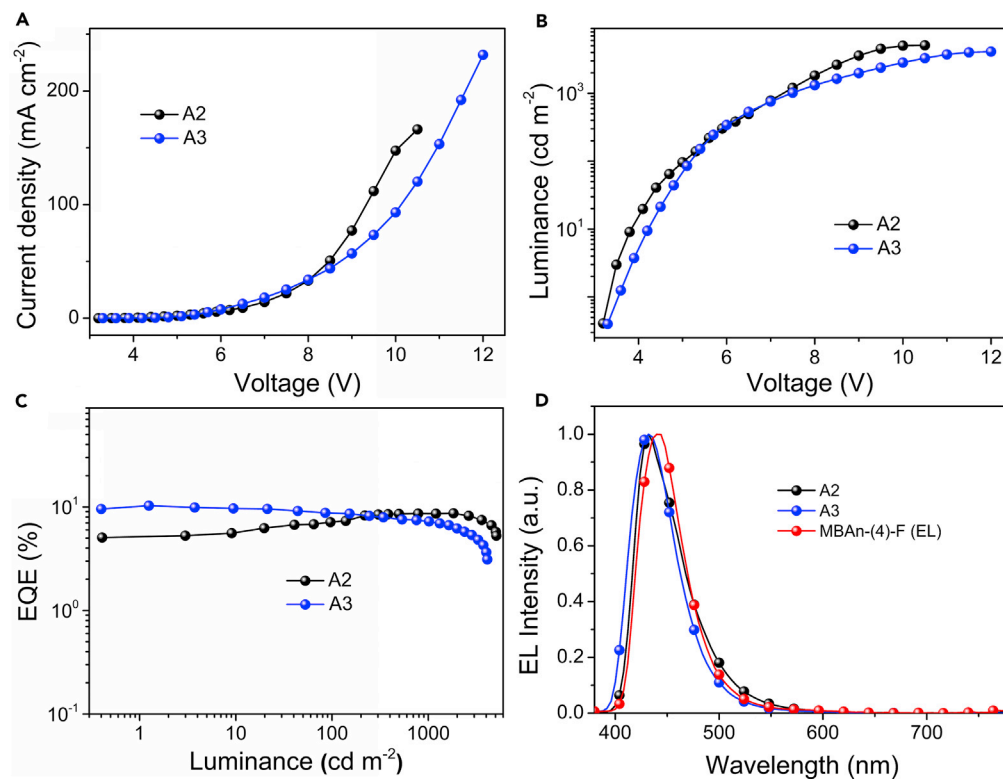 A
Current density (mA cm⁻²)
200
100
0
A2
A3
4 6 8 10 12
Voltage (V)
B
Luminance (cd m⁻²)
10³
10¹
A2
A3
4 6 8 10 12
Voltage (V)
C
EQE (%)
10¹
10⁰
10⁻¹
A2
A3
1 10 100 1000
Luminance (cd m⁻²)
D
EL Intensity (a.u.)
1.0
0.8
0.6
0.4
0.2
0.0
A2
A3
MBAn-(4)-F (EL)
400 500 600 700
Wavelength (nm)